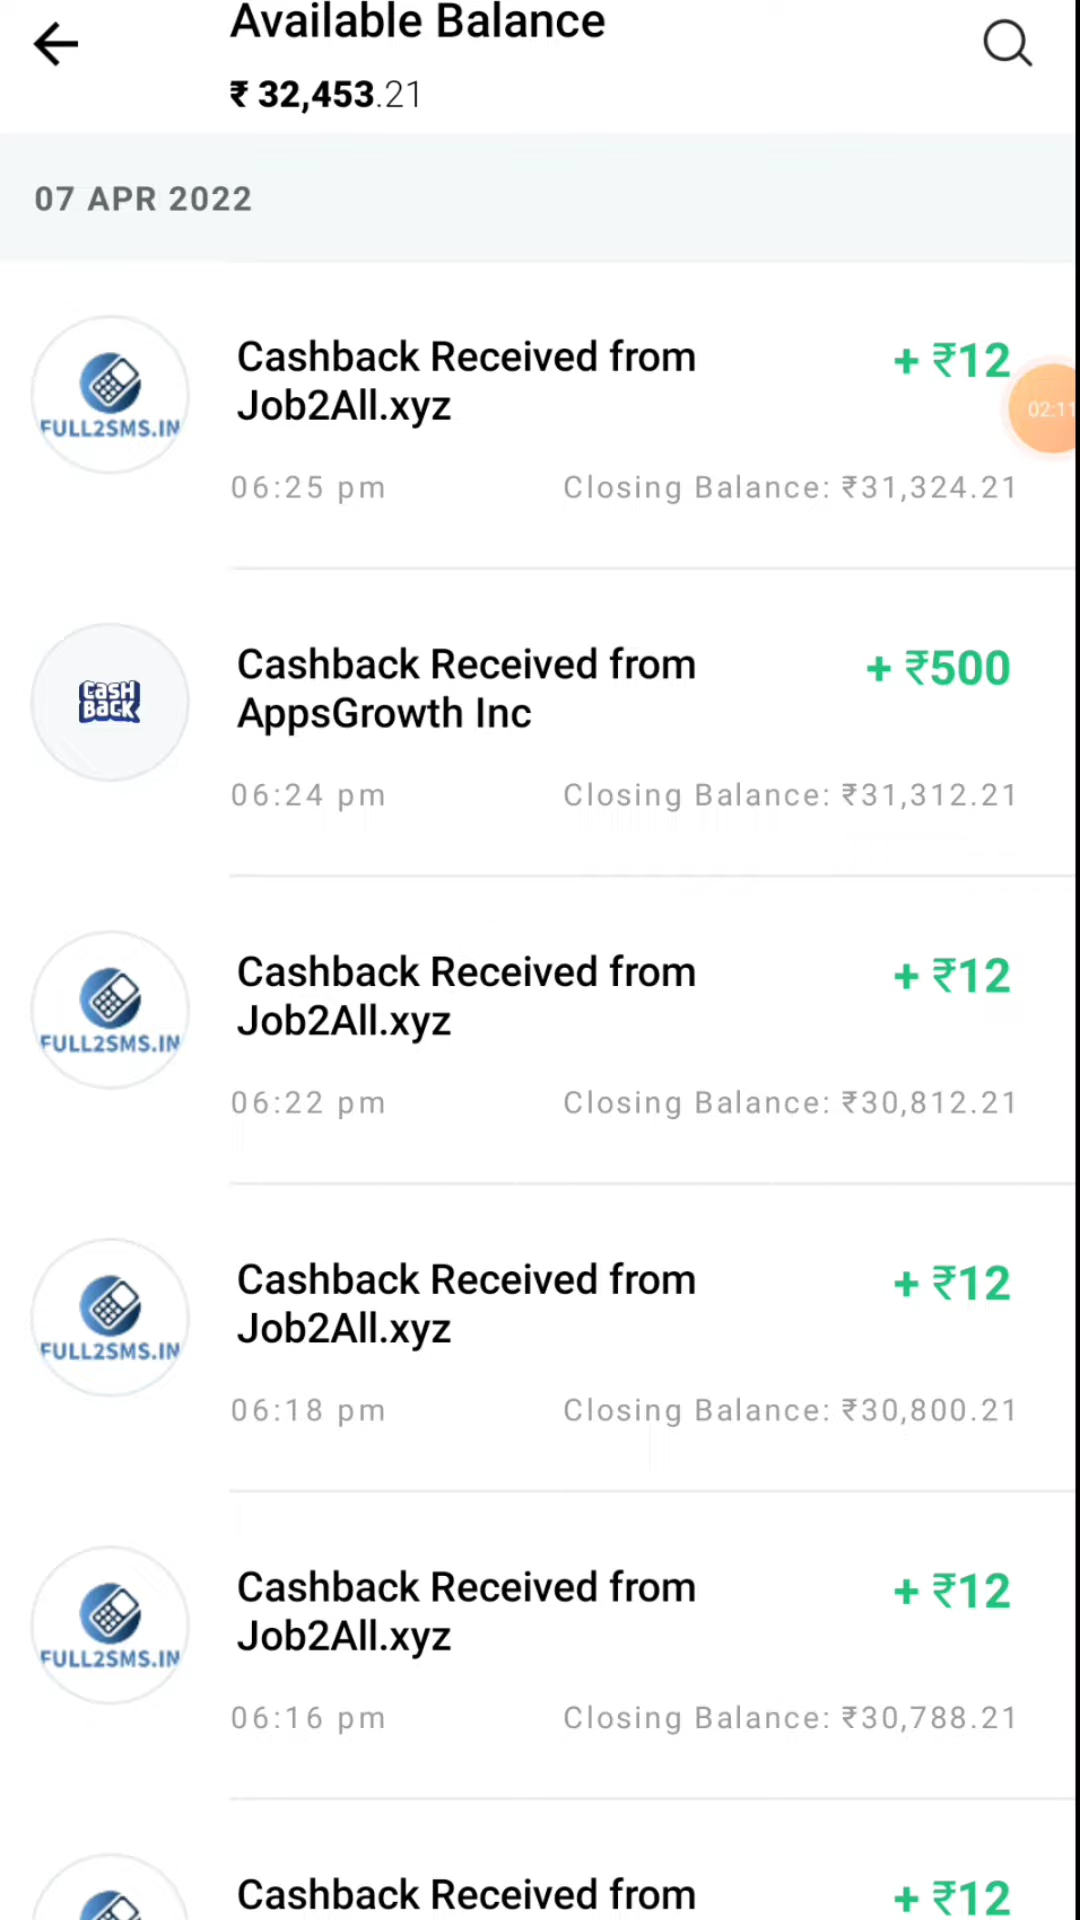 Available Balance
₹ 32,453.21
07 APR 2022
Cashback Received from + ₹12
Job2All.xyz
FULL2SMS.IN
02:11
06:25 pm Closing Balance: ₹31,324.21
Cashback Received from + ₹500
CASH
BACK
AppsGrowth Inc
06:24 pm Closing Balance: ₹31,312.21
Cashback Received from + ₹12
Job2All.xyz
FULL2SMS.IN
06:22 pm Closing Balance: ₹30,812.21
Cashback Received from + ₹12
Job2All.xyz
FULL2SMS.IN
06:18 pm Closing Balance: ₹30,800.21
Cashback Received from + ₹12
Job2All.xyz
FULL2SMS.IN
06:16 pm Closing Balance: ₹30,788.21
Cashback Received from + ₹12